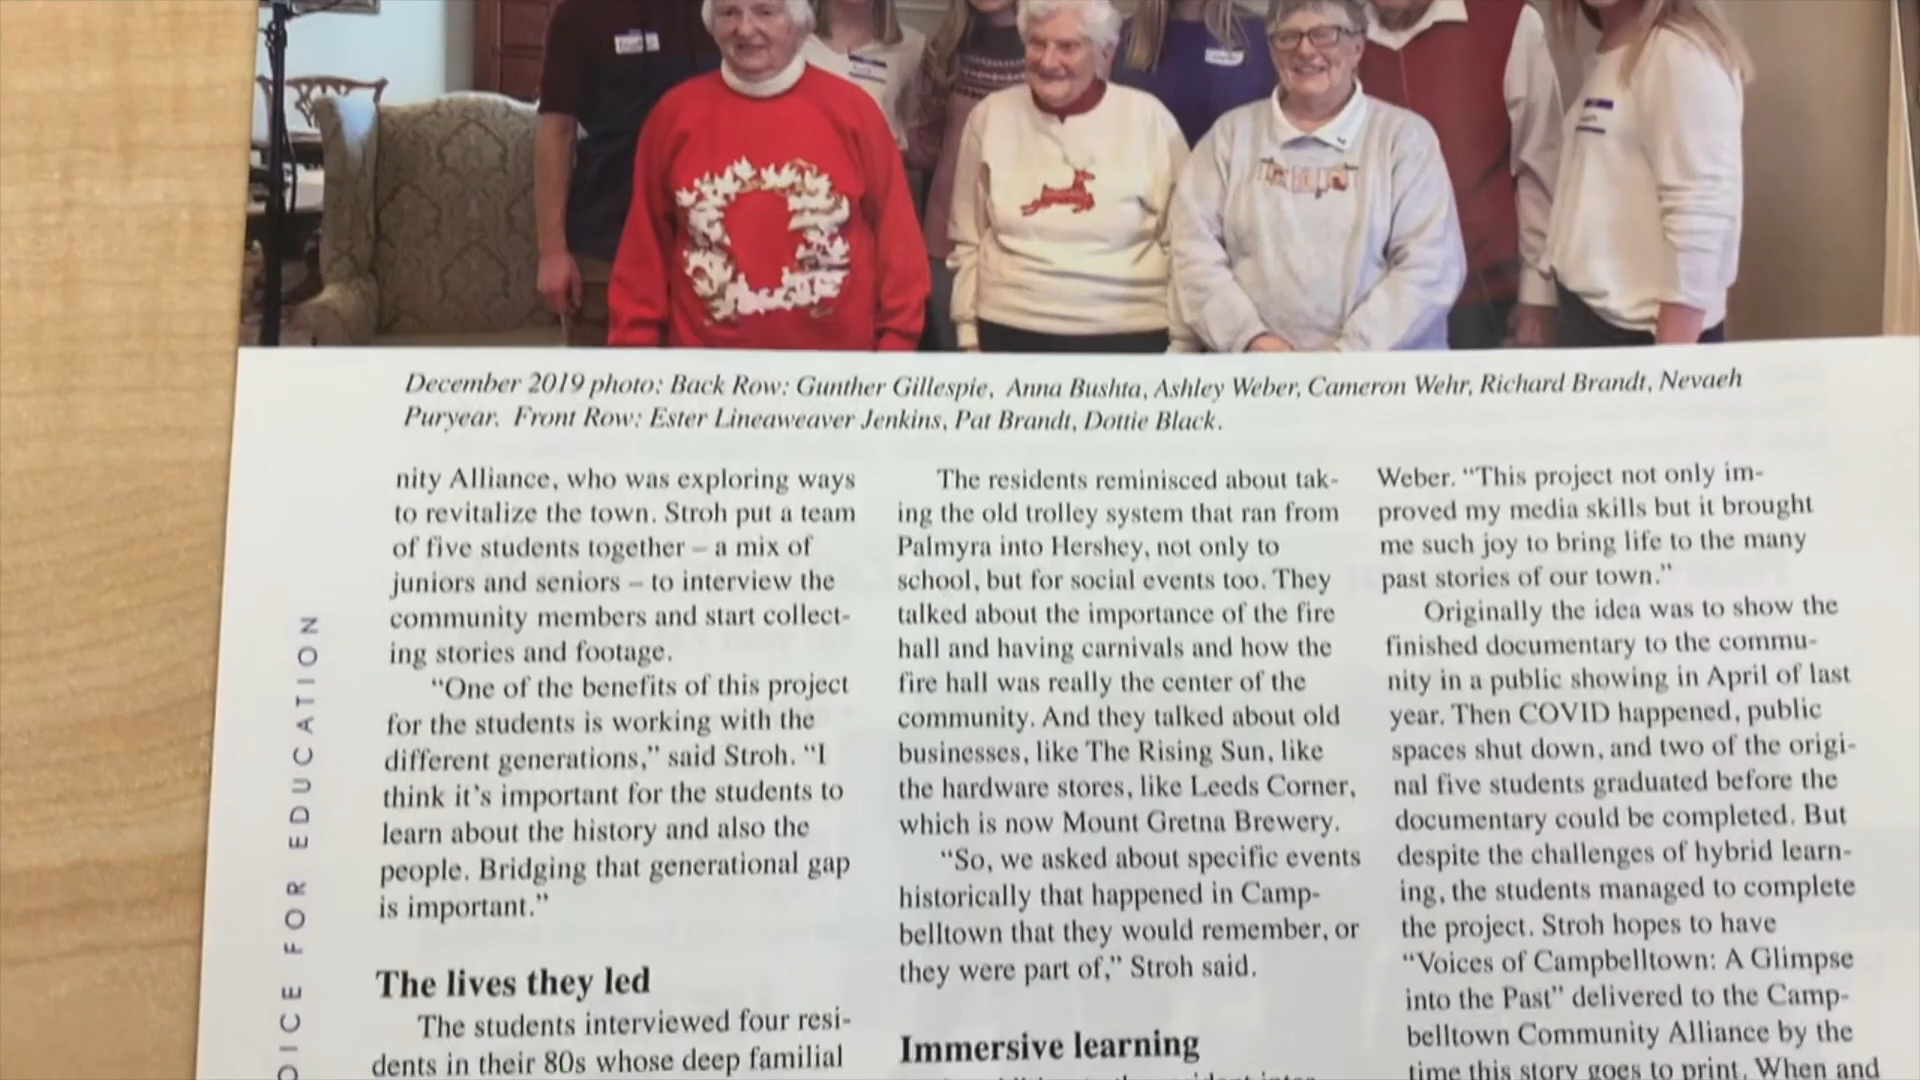 December 2019 photo: Back Row: Gunther Gillespie, Anna Bushta, Ashley Weber, Cameron Wehr, Richard Brandt, Nevaeh
Puryear. Front Row: Ester Lineaweaver Jenkins, Pat Brandt, Dottie Black.
nity Alliance, who was exploring ways
to revitalize the town. Stroh put a team
of five students together – a mix of
juniors and seniors – to interview the
community members and start collect-
ing stories and footage.
“One of the benefits of this project
for the students is working with the
different generations,” said Stroh. “I
think it’s important for the students to
learn about the history and also the
people. Bridging that generational gap
is important.”
The lives they led
The students interviewed four resi-
dents in their 80s whose deep familial
The residents reminisced about tak-
ing the old trolley system that ran from
Palmyra into Hershey, not only to
school, but for social events too. They
talked about the importance of the fire
hall and having carnivals and how the
fire hall was really the center of the
community. And they talked about old
businesses, like The Rising Sun, like
the hardware stores, like Leeds Corner,
which is now Mount Gretna Brewery.
“So, we asked about specific events
historically that happened in Camp-
belltown that they would remember, or
they were part of,” Stroh said.
Immersive learning
Weber. “This project not only im-
proved my media skills but it brought
me such joy to bring life to the many
past stories of our town.”
Originally the idea was to show the
finished documentary to the commu-
nity in a public showing in April of last
year. Then COVID happened, public
spaces shut down, and two of the origi-
nal five students graduated before the
documentary could be completed. But
despite the challenges of hybrid learn-
ing, the students managed to complete
the project. Stroh hopes to have
“Voices of Campbelltown: A Glimpse
into the Past” delivered to the Camp-
belltown Community Alliance by the
time this story goes to print. When and
OICE FOR EDUCATION